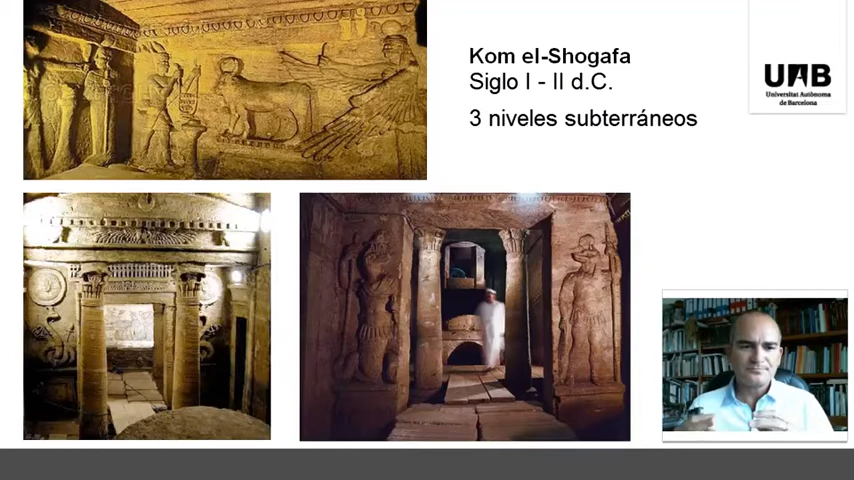 Kom el-Shogafa
Siglo I - II d.C.
3 niveles subterráneos
UAB
Universitat Autònoma
de Barcelona